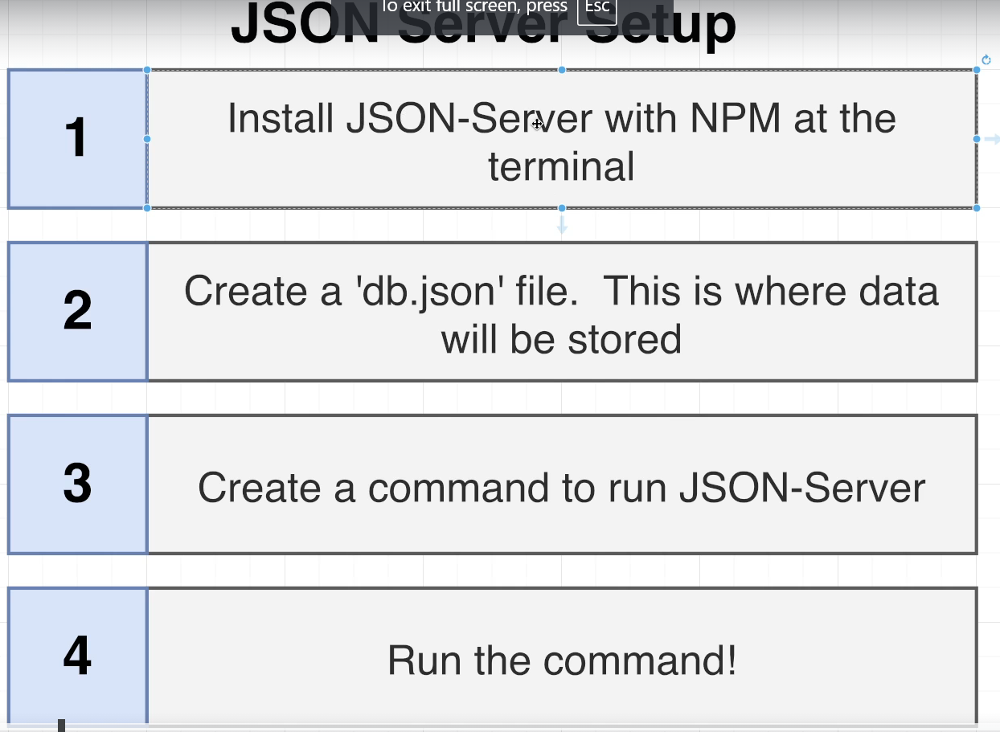 To exit full screen, press Esc
JSON Server Setup
1
Install JSON-Server with NPM at the
terminal
2
Create a 'db.json' file.  This is where data
will be stored
3
Create a command to run JSON-Server
4
Run the command!